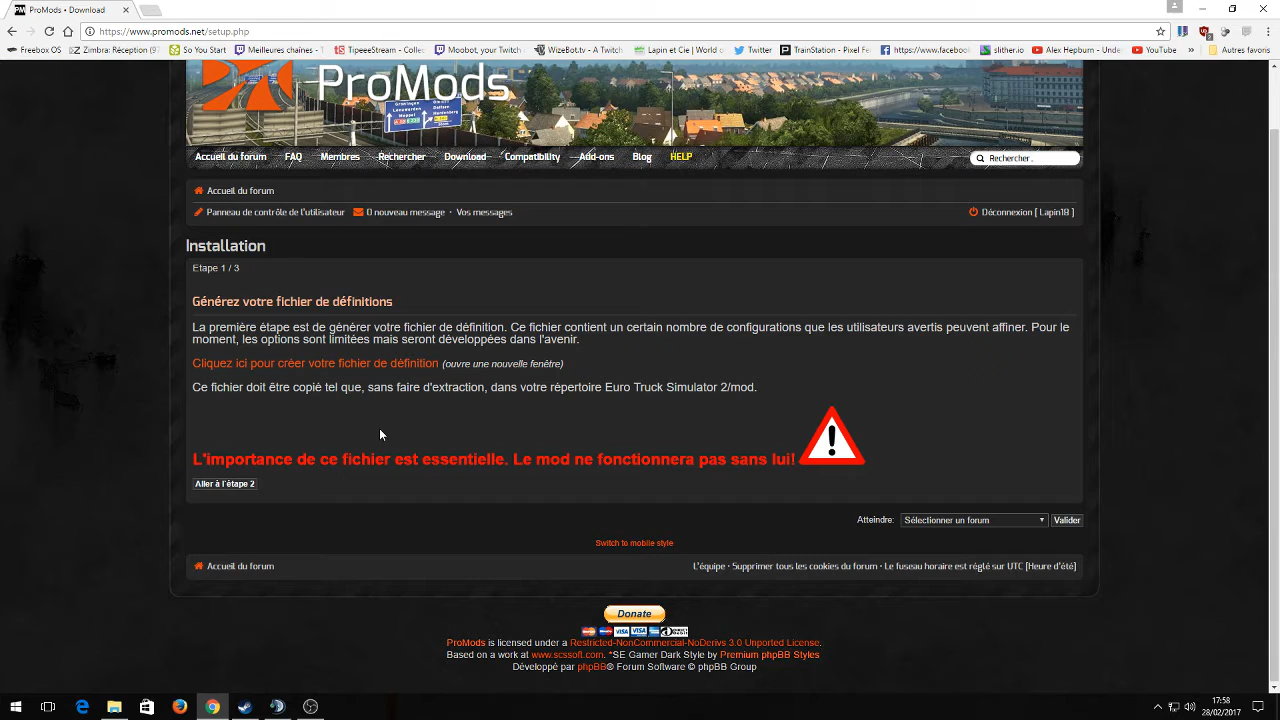 PM ProMods • Download
https://www.promods.net/setup.php
Freebox OS
Zimbra: Réception (97
So You Start
Meilleures chaînes - T
TipeeeStream - Collec
Moobot, your Twitch
WizeBot.tv - A Twitch
Lapin et Cie | World o
Twitter
TrainStation - Pixel Fe
https://www.facebook
slither.io
Alex Hepburn - Unde
YouTube
»
Autres favoris
ProMods
Groningen
Leeuwarden
Meppel
Accueil du forum FAQ Membres Rechercher Download Compatibility Add-ons Blog HELP
Rechercher…
Accueil du forum
Panneau de contrôle de l'utilisateur 0 nouveau message • Vos messages
Déconnexion [ Lapin18 ]
Installation
Etape 1 / 3
Générez votre fichier de définitions
La première étape est de générer votre fichier de définition. Ce fichier contient un certain nombre de configurations que les utilisateurs avertis peuvent affiner. Pour le
moment, les options sont limitées mais seront développées dans l'avenir.
Cliquez ici pour créer votre fichier de définition (ouvre une nouvelle fenêtre)
Ce fichier doit être copié tel que, sans faire d'extraction, dans votre répertoire Euro Truck Simulator 2/mod.
L'importance de ce fichier est essentielle. Le mod ne fonctionnera pas sans lui!
Aller à l'étape 2
Atteindre: Sélectionner un forum Valider
Switch to mobile style
Accueil du forum
L'équipe • Supprimer tous les cookies du forum • Le fuseau horaire est réglé sur UTC [Heure d'été]
Donate
VISA
ProMods is licensed under a Restricted-NonCommercial-NoDerivs 3.0 Unported License.
Based on a work at www.scssoft.com. *SE Gamer Dark Style by Premium phpBB Styles
Développé par phpBB® Forum Software © phpBB Group
17:58
28/02/2017